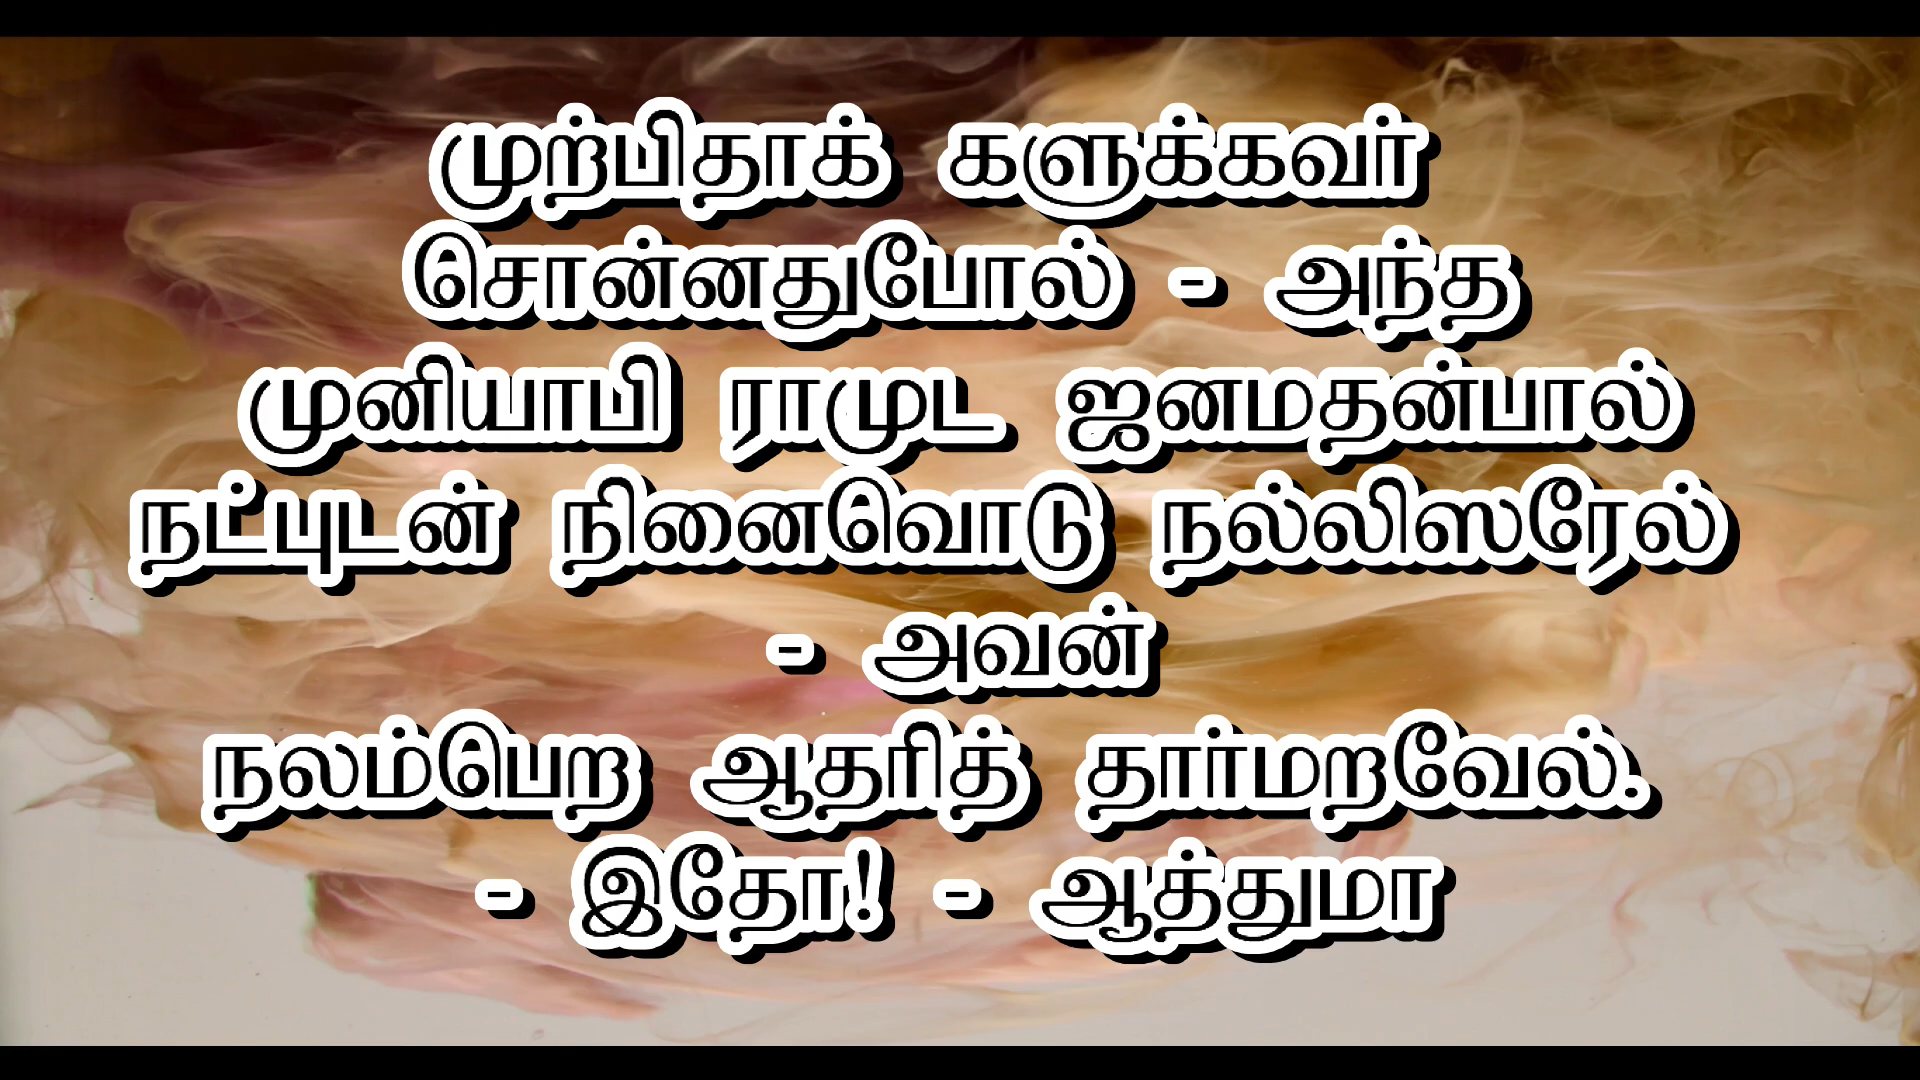 முற்பிதாக் களுக்கவர்
சொன்னதுபோல் - அந்த
முனியாபி ராமுட ஜனமதன்பால்
நட்புடன் நினைவொடு நல்லிஸரேல்
- அவன்
நலம்பெற ஆதரித் தார்மறவேல்.
- இதோ! - ஆத்துமா